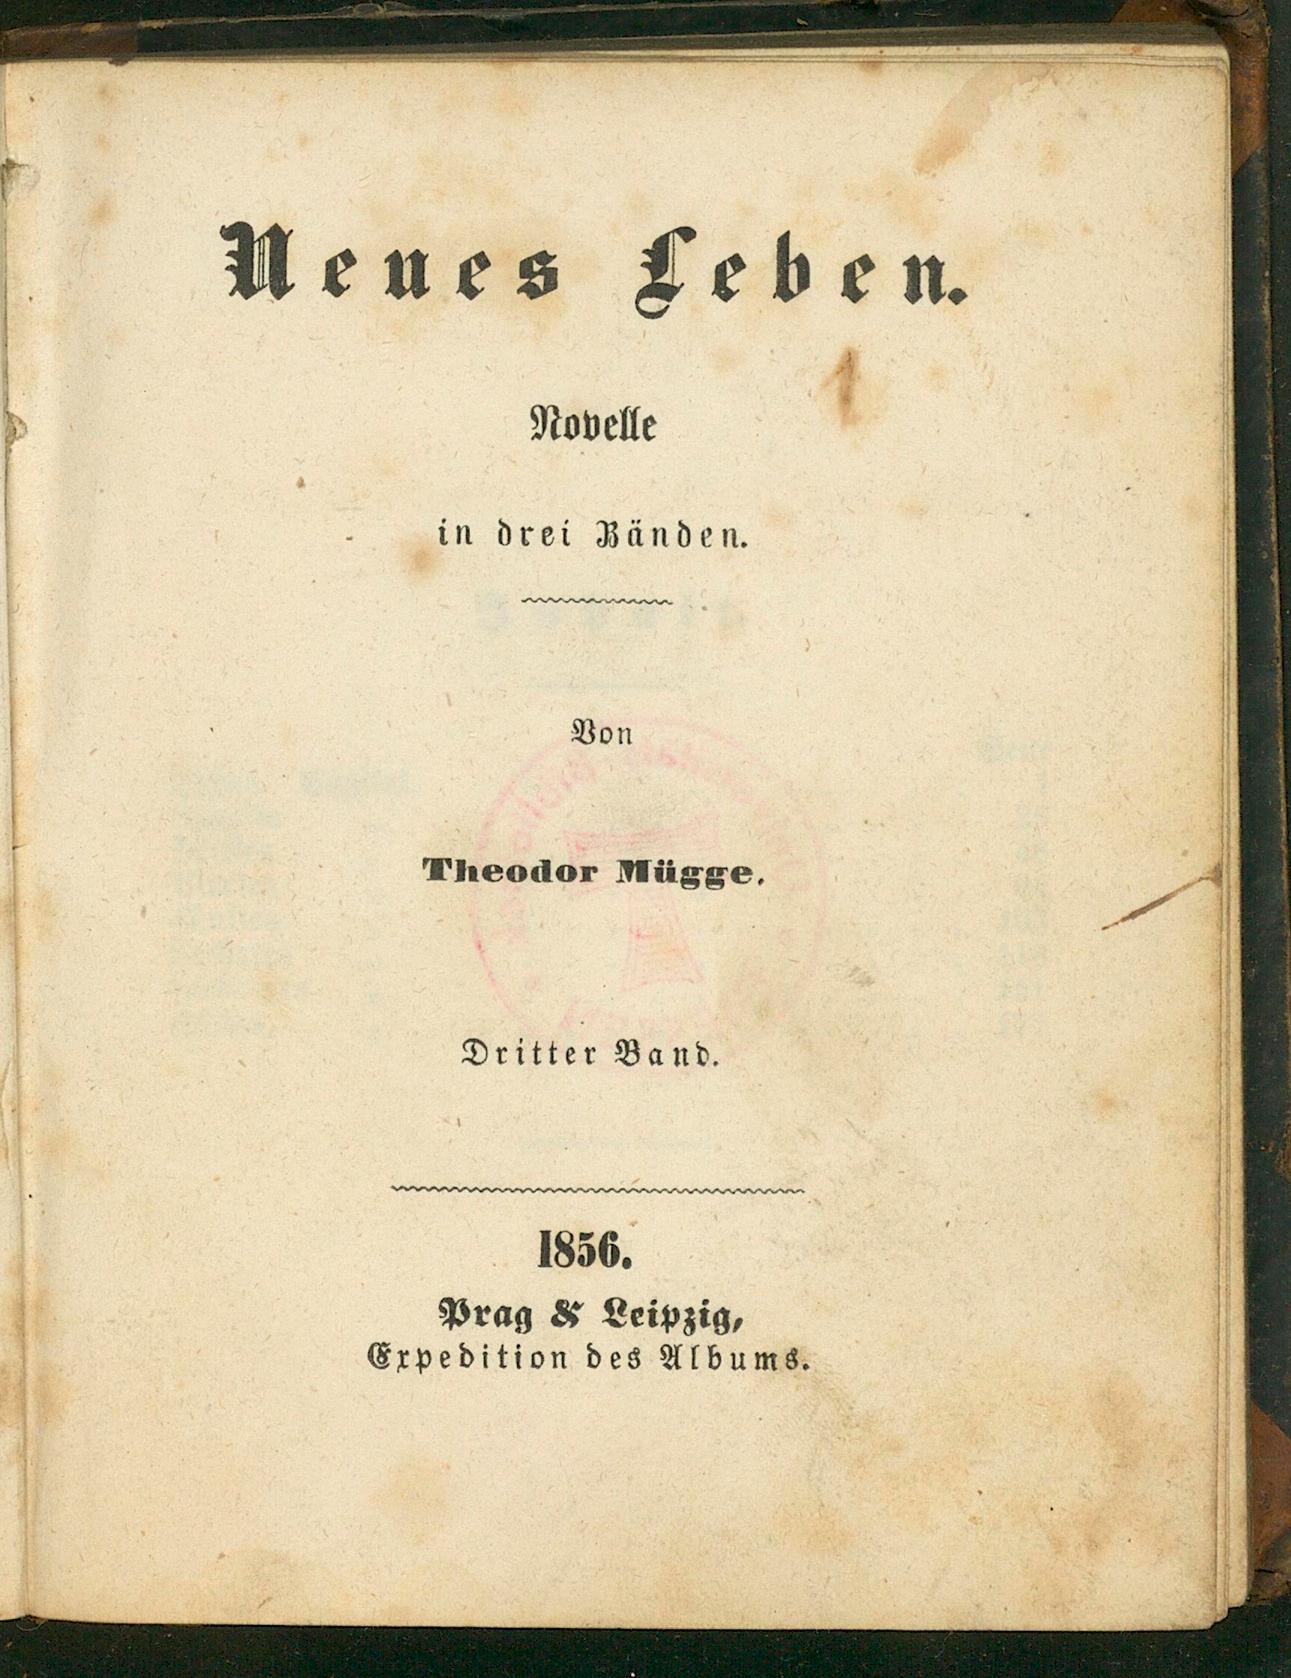 Neues Leben.
Novelle
in drei Bänden.
Von
Theodor Mügge.
Dritter Band.
1856.
Prag & Leipzig,
Expedition des Albums.